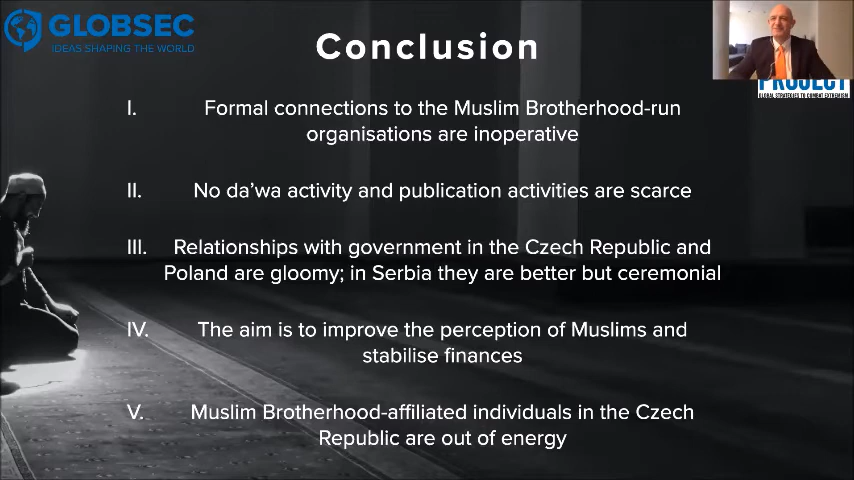 GLOBSEC
IDEAS SHAPING THE WORLD
Conclusion
PROJECT
GLOBAL STRATEGIES TO COMBAT EXTREMISM
I. Formal connections to the Muslim Brotherhood-run
organisations are inoperative
II. No da'wa activity and publication activities are scarce
III. Relationships with government in the Czech Republic and
Poland are gloomy; in Serbia they are better but ceremonial
IV. The aim is to improve the perception of Muslims and
stabilise finances
V. Muslim Brotherhood-affiliated individuals in the Czech
Republic are out of energy